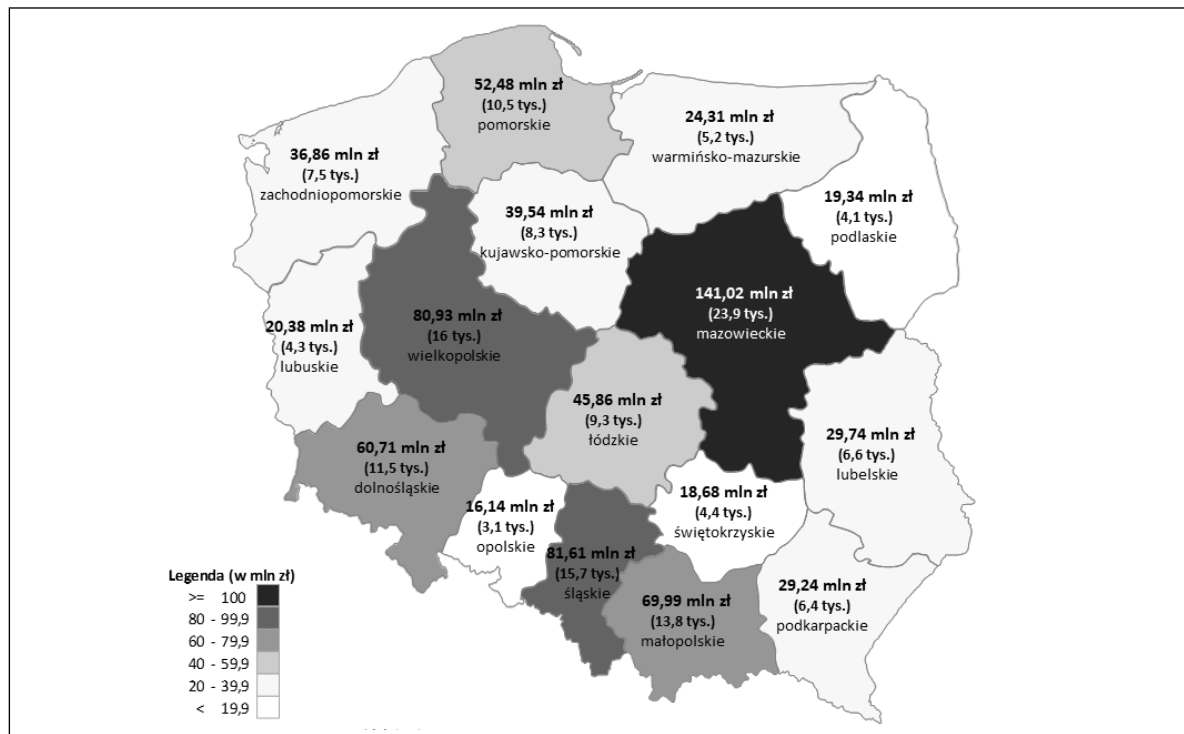 52,48 mln zł
(10,5 tys.)
pomorskie
24,31 mln zł
(5,2 tys.)
warmińsko-mazurskie
36,86 mln zł
(7,5 tys.)
zachodniopomorskie
39,54 mln zł
(8,3 tys.)
kujawsko-pomorskie
19,34 mln zł
(4,1 tys.)
podlaskie
141,02 mln zł
(23,9 tys.)
mazowieckie
80,93 mln zł
(16 tys.)
wielkopolskie
20,38 mln zł
(4,3 tys.)
lubuskie
45,86 mln zł
(9,3 tys.)
łódzkie
29,74 mln zł
(6,6 tys.)
lubelskie
60,71 mln zł
(11,5 tys.)
dolnośląskie
16,14 mln zł
(3,1 tys.)
opolskie
18,68 mln zł
(4,4 tys.)
świętokrzyskie
81,61 mln zł
(15,7 tys.)
śląskie
69,99 mln zł
(13,8 tys.)
małopolskie
29,24 mln zł
(6,4 tys.)
podkarpackie
Legenda (w mln zł)
>= 100
80 - 99,9
60 - 79,9
40 - 59,9
20 - 39,9
< 19,9